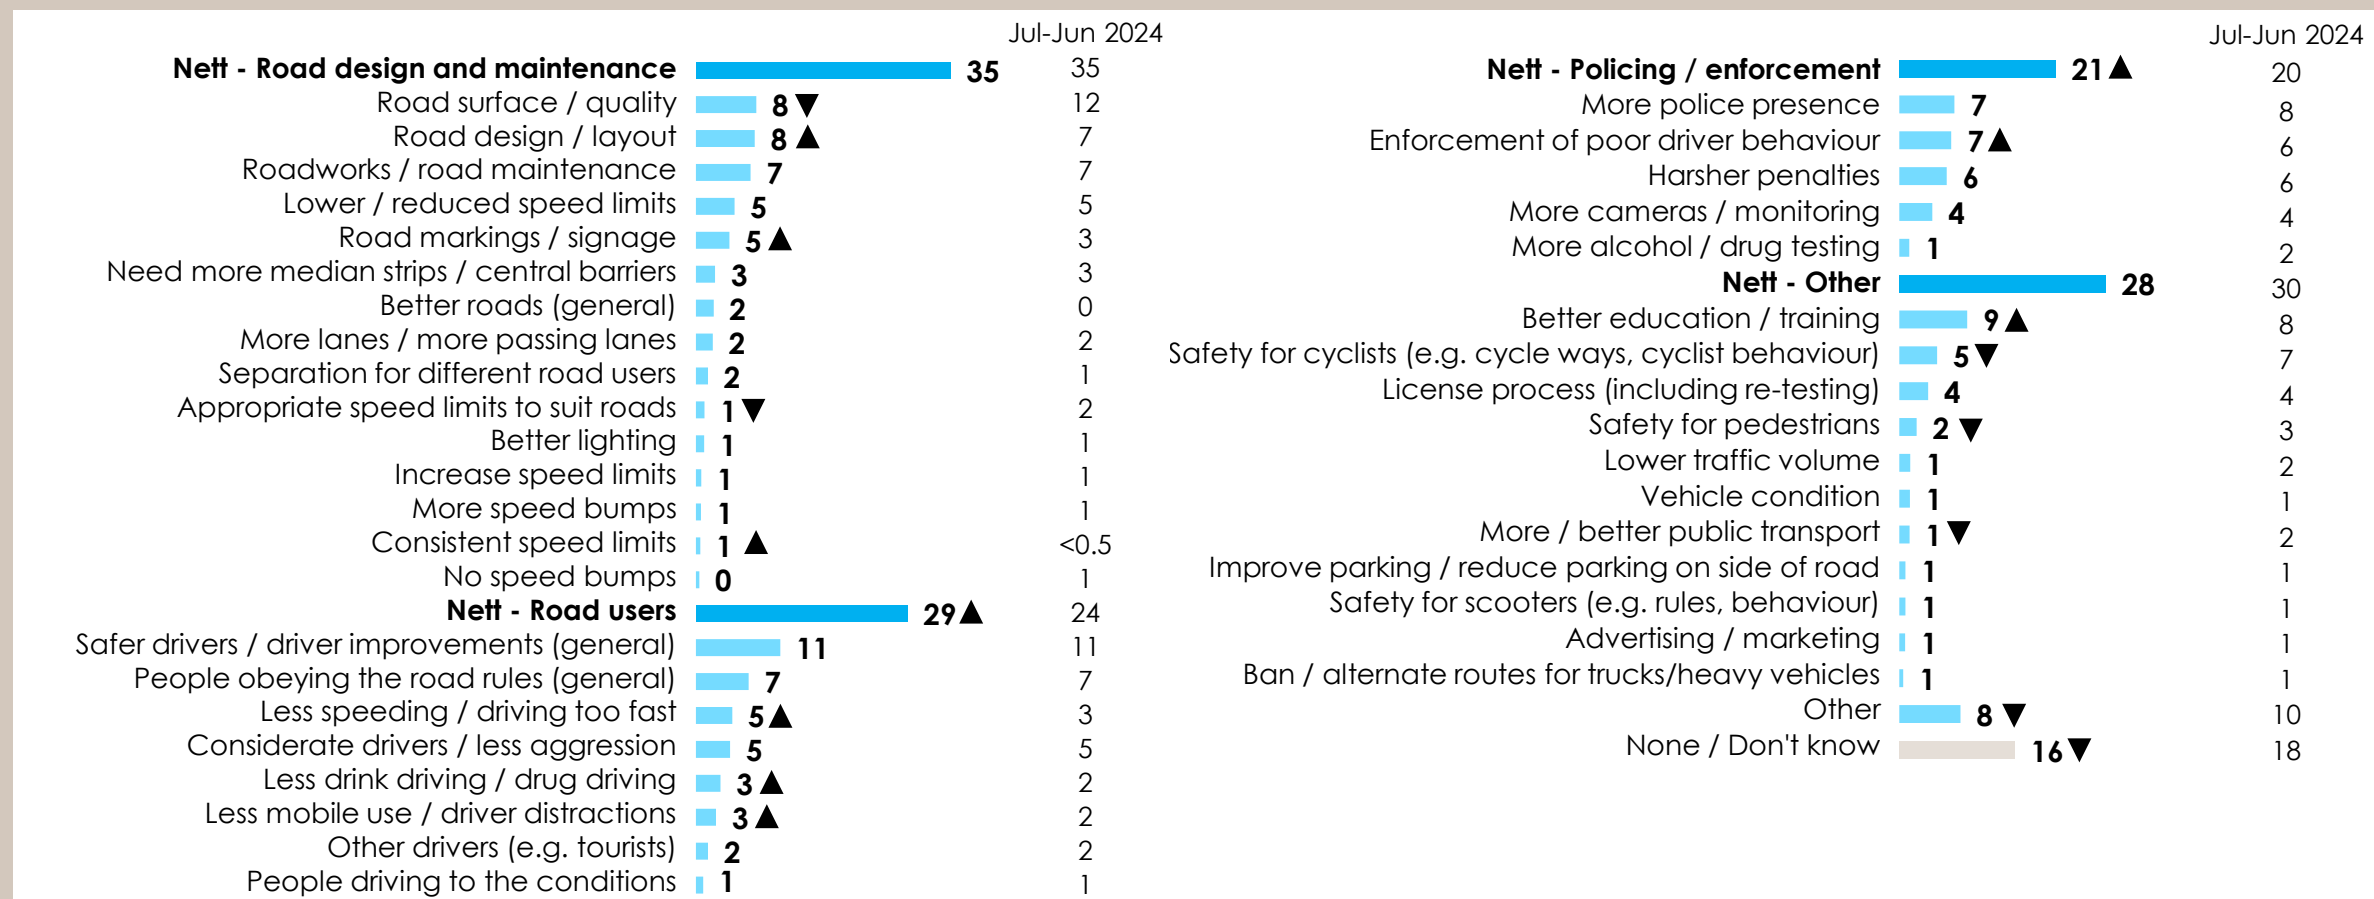 Jul-Jun 2024
Nett - Road design and maintenance 35 35
Road surface / quality 8▼ 12
Road design / layout 8▲ 7
Roadworks / road maintenance 7 7
Lower / reduced speed limits 5 5
Road markings / signage 5▲ 3
Need more median strips / central barriers 3 3
Better roads (general) 2 0
More lanes / more passing lanes 2 2
Separation for different road users 2 1
Appropriate speed limits to suit roads 1▼ 2
Better lighting 1 1
Increase speed limits 1 1
More speed bumps 1 1
Consistent speed limits 1 ▲ <0.5
No speed bumps 0 1
Nett - Road users 29▲ 24
Safer drivers / driver improvements (general) 11 11
People obeying the road rules (general) 7 7
Less speeding / driving too fast 5▲ 3
Considerate drivers / less aggression 5 5
Less drink driving / drug driving 3▲ 2
Less mobile use / driver distractions 3▲ 2
Other drivers (e.g. tourists) 2 2
People driving to the conditions 1 1
Jul-Jun 2024
Nett - Policing / enforcement 21▲ 20
More police presence 7 8
Enforcement of poor driver behaviour 7▲ 6
Harsher penalties 6 6
More cameras / monitoring 4 4
More alcohol / drug testing 1 2
Nett - Other 28 30
Better education / training 9▲ 8
Safety for cyclists (e.g. cycle ways, cyclist behaviour) 5▼ 7
License process (including re-testing) 4 4
Safety for pedestrians 2 ▼ 3
Lower traffic volume 1 2
Vehicle condition 1 1
More / better public transport 1▼ 2
Improve parking / reduce parking on side of road 1 1
Safety for scooters (e.g. rules, behaviour) 1 1
Advertising / marketing 1 1
Ban / alternate routes for trucks/heavy vehicles 1 1
Other 8 ▼ 10
None / Don't know 16▼ 18